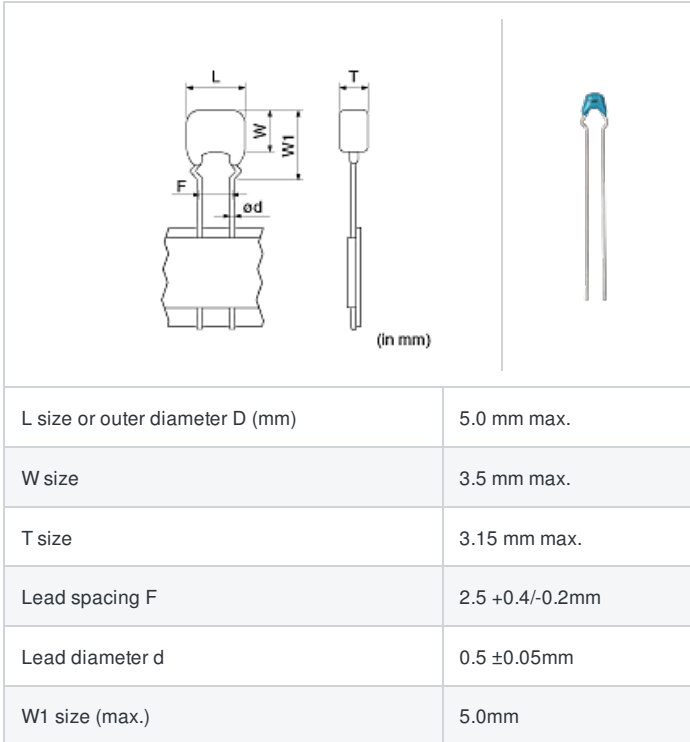 L
T
W
W1
F
ød
(in mm)
L size or outer diameter D (mm) 5.0 mm max.
W size 3.5 mm max.
T size 3.15 mm max.
Lead spacing F 2.5 +0.4/-0.2mm
Lead diameter d 0.5 ±0.05mm
W1 size (max.) 5.0mm